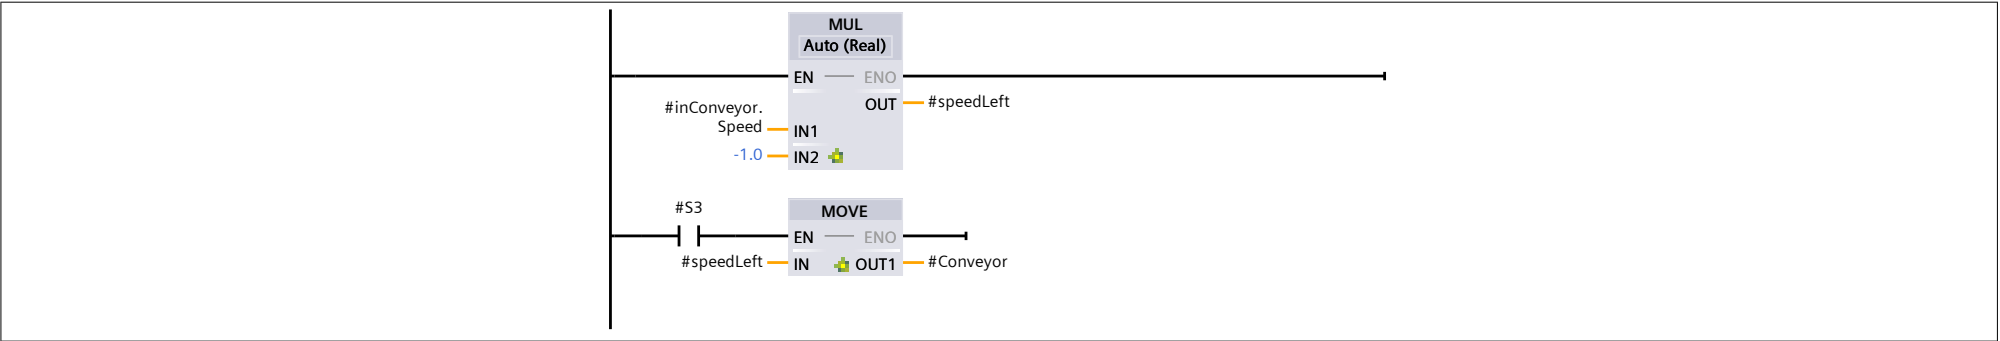 MUL
Auto (Real)
EN ENO
OUT #speedLeft
#inConveyor.
Speed IN1
-1.0 IN2
#S3
MOVE
EN ENO
#speedLeft IN OUT1 #Conveyor